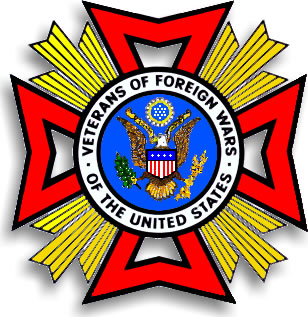 VETERANS OF FOREIGN WARS
OF THE UNITED STATES